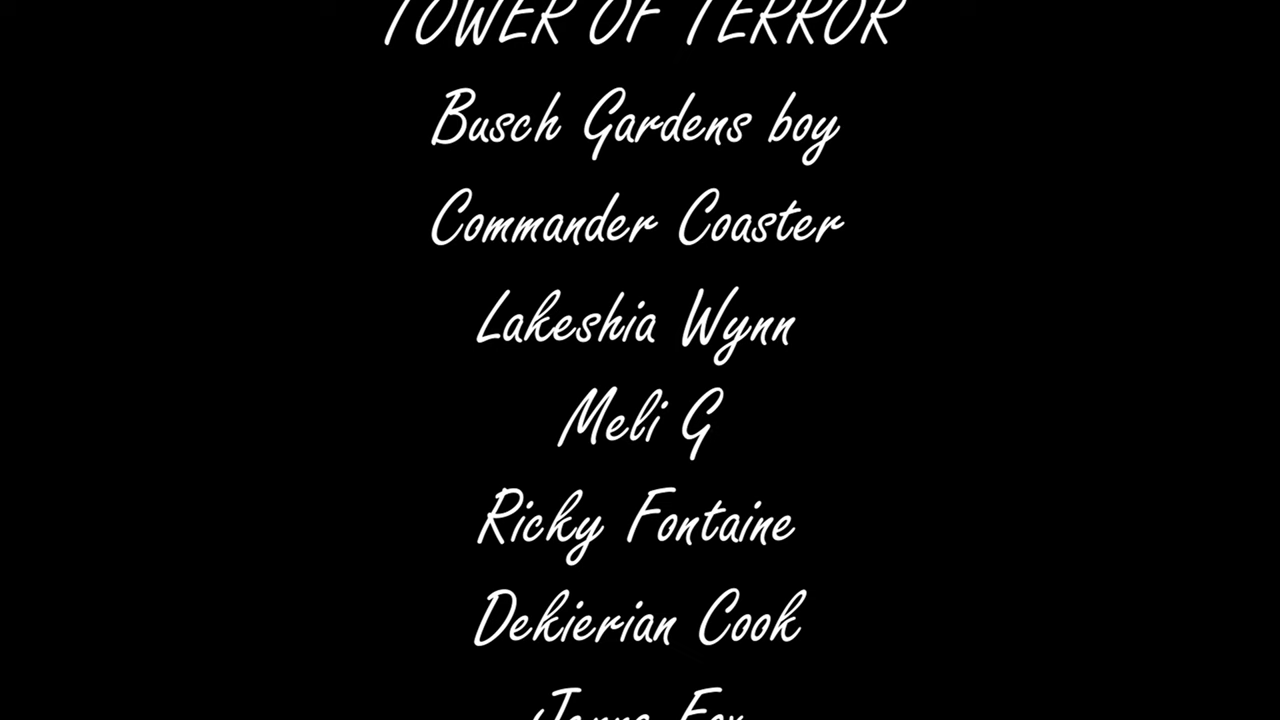 TOWER OF TERROR
Busch Gardens boy
Commander Coaster
Lakeshia Wynn
Meli G
Ricky Fontaine
Dekierian Cook